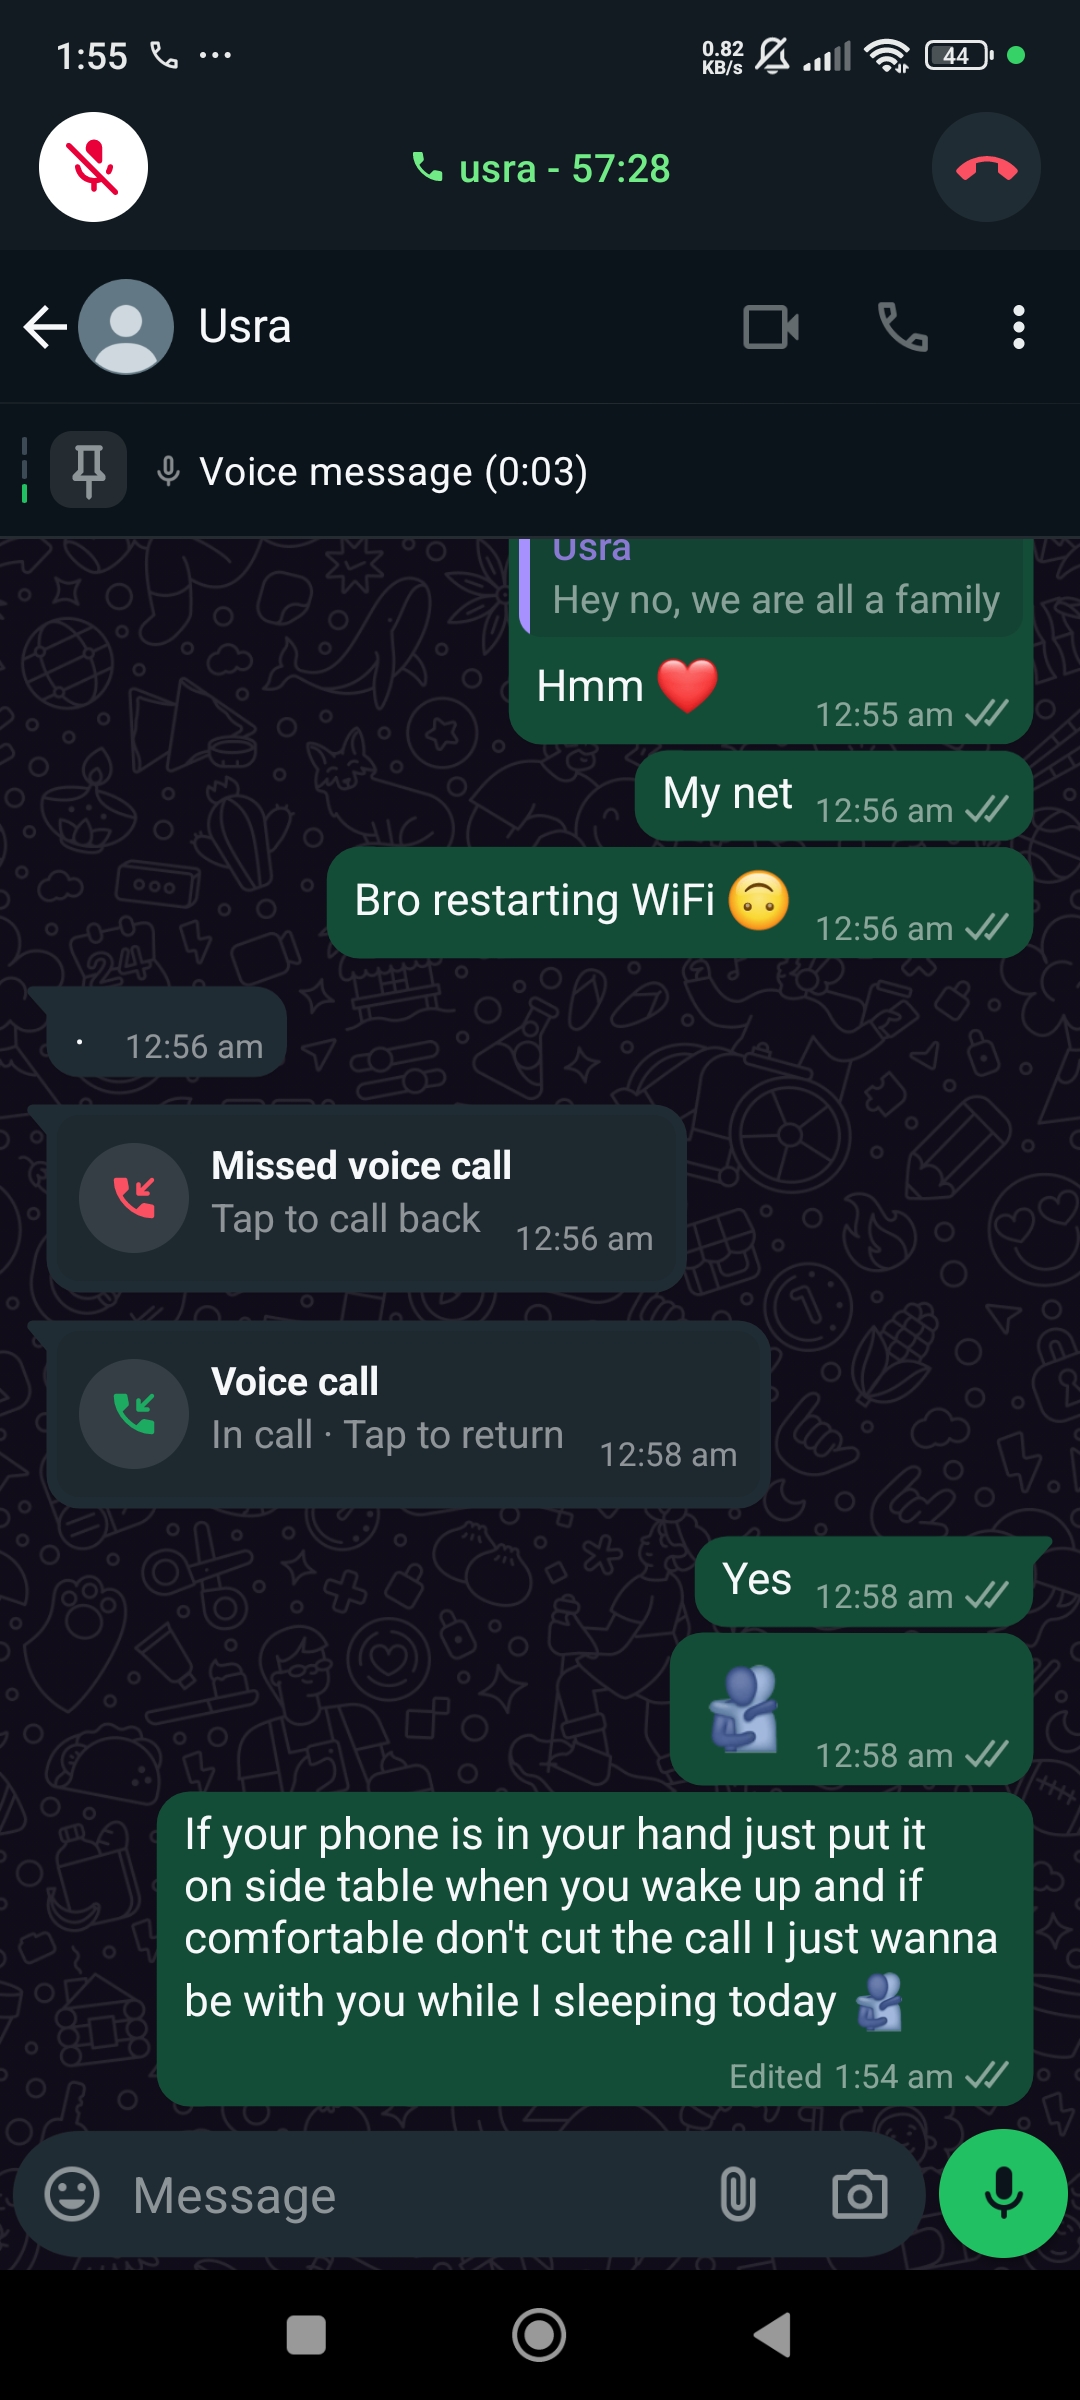 1:55
0.82
KB/s
44
usra - 57:28
Usra
Voice message (0:03)
Usra
Hey no, we are all a family
Hmm ❤️
12:55 am
My net
12:56 am
Bro restarting WiFi 🙃
12:56 am
.
12:56 am
Missed voice call
Tap to call back
12:56 am
Voice call
In call · Tap to return
12:58 am
Yes
12:58 am
🫂
12:58 am
If your phone is in your hand just put it
on side table when you wake up and if
comfortable don't cut the call I just wanna
be with you while I sleeping today 🫂
Edited 1:54 am
Message